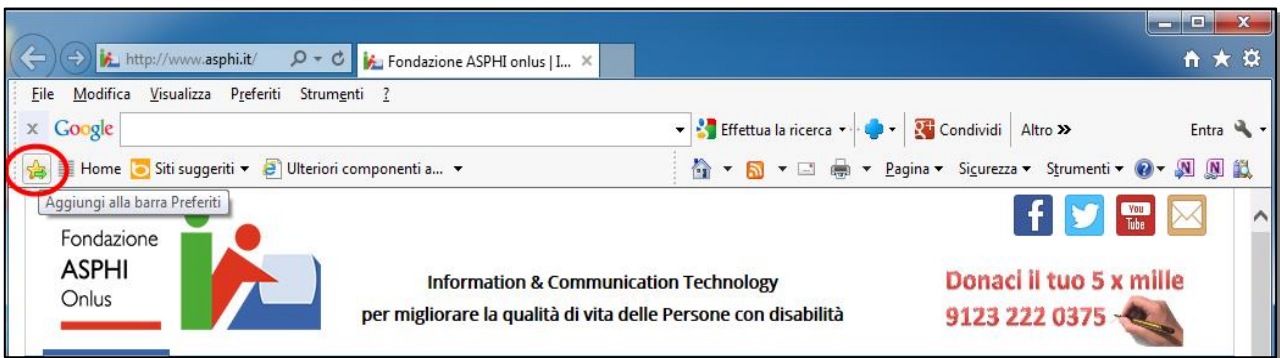 http://www.asphi.it/ Fondazione ASPHI onlus | I...
File Modifica Visualizza Preferiti Strumenti ?
x Google Effettua la ricerca Condividi Altro » Entra
Home Siti suggeriti Ulteriori componenti a... Pagina Sicurezza Strumenti
Aggiungi alla barra Preferiti
You
Tube
Fondazione
ASPHI
Onlus
Information & Communication Technology
per migliorare la qualità di vita delle Persone con disabilità
Donaci il tuo 5 x mille
9123 222 0375